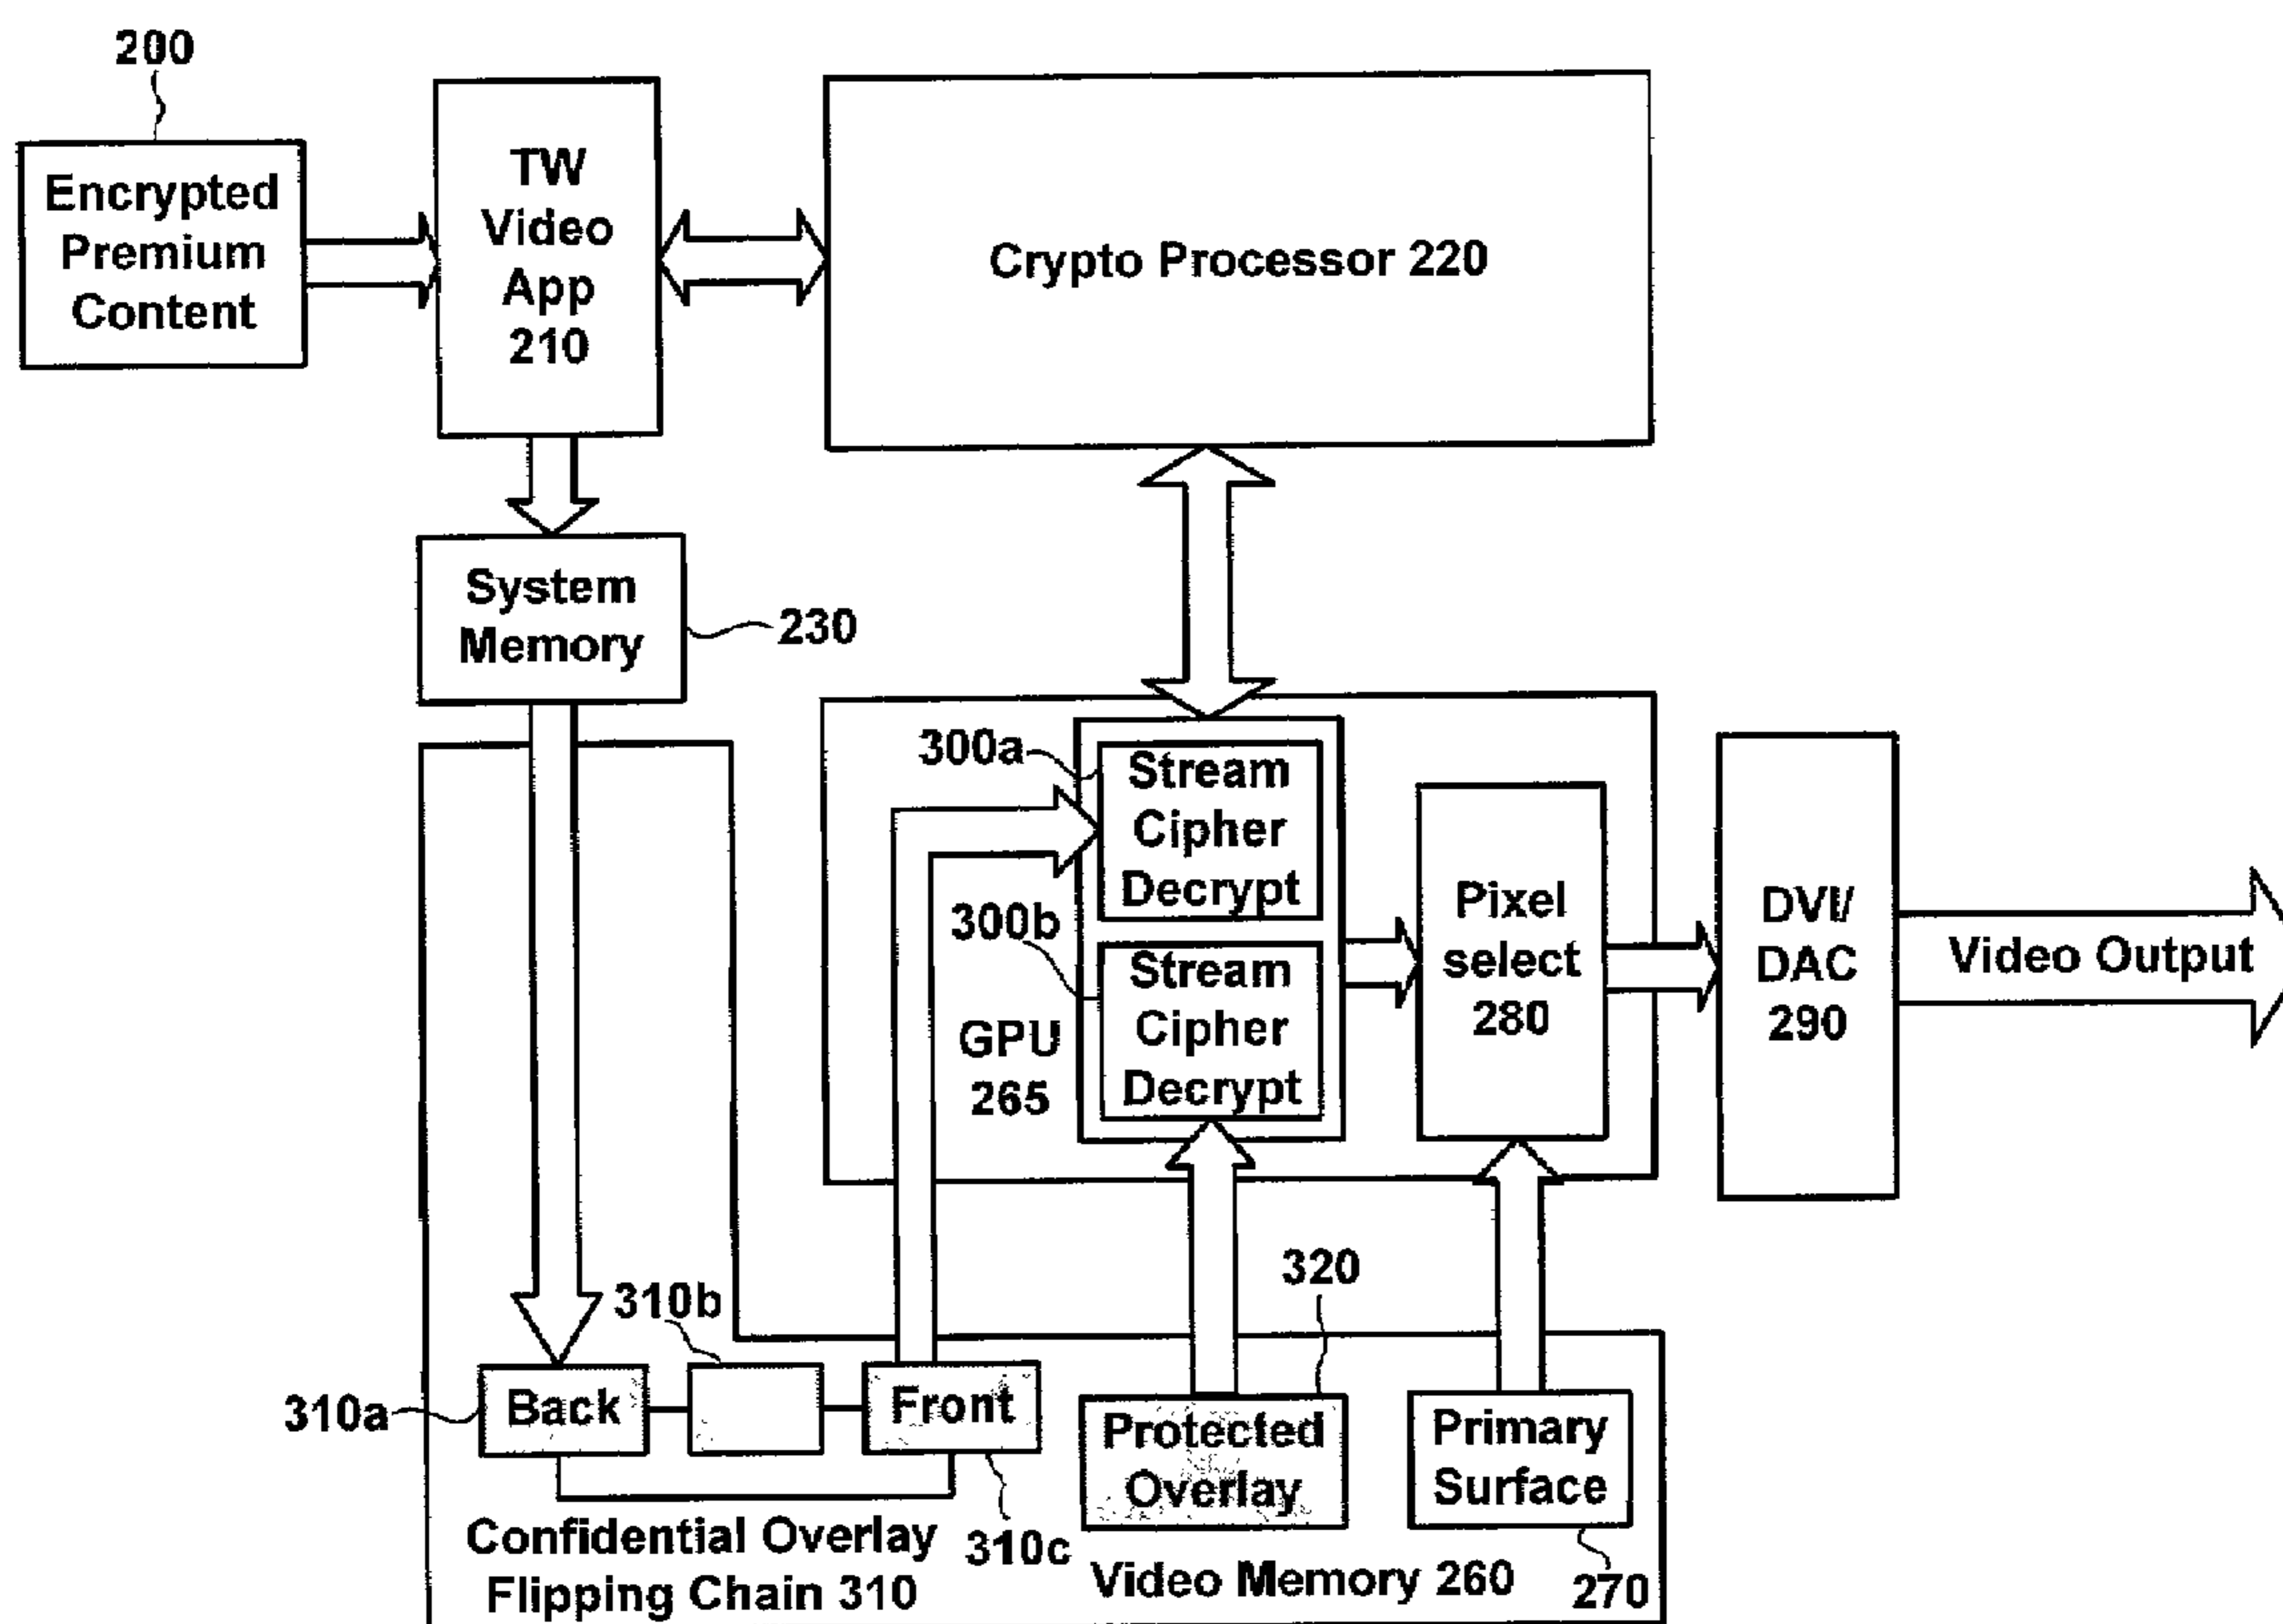 200
Encrypted
Premium
Content
TW
Video
App
210
Crypto Processor 220
System
Memory
230
300a
Stream
Cipher
Decrypt
300b
Stream
Cipher
Decrypt
GPU
265
Pixel
select
280
DVI/
DAC
290
Video Output
310a
Back
310b
Front
310c
320
Protected
Overlay
Primary
Surface
270
Confidential Overlay
Flipping Chain 310
Video Memory 260